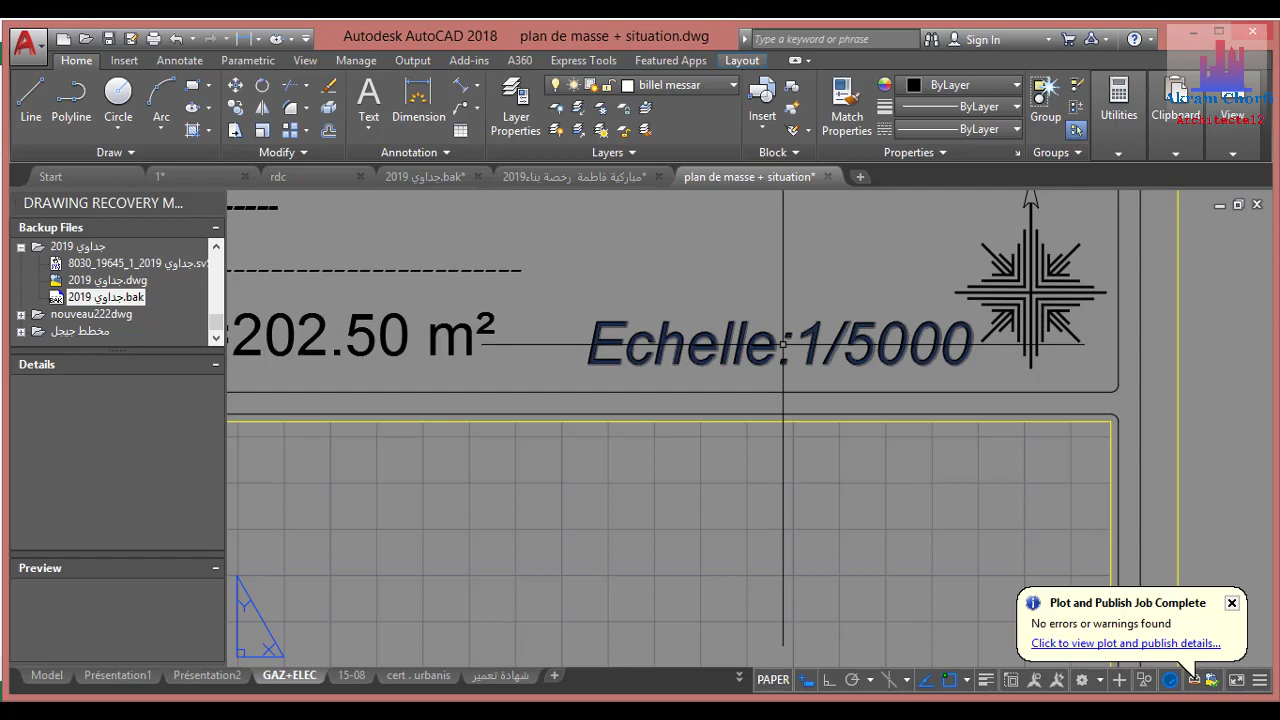 Autodesk AutoCAD 2018 plan de masse + situation.dwg
Type a keyword or phrase
Sign In
Home Insert Annotate Parametric View Manage Output Add-ins A360 Express Tools Featured Apps Layout
Line Polyline Circle Arc
Text Dimension
Layer Properties
billel messar
Insert
Match Properties
ByLayer
ByLayer
ByLayer
Group
Utilities
Clipboard
View
Akram Chorfi
Architecte12
Draw Modify Annotation Layers Block Properties Groups
Start
1*
rdc
جداوي 2019.bak*
مباركية فاطمة رخصة بناء2019*
plan de masse + situation*
DRAWING RECOVERY M...
Backup Files
جداوي 2019
جداوي 2019_1_19645_8030.sv$
جداوي 2019.dwg
جداوي 2019.bak
nouveau222dwg
مخطط جيجل
Details
Preview
:202.50 m²
Echelle:1/5000
Y
X
Plot and Publish Job Complete
No errors or warnings found
Click to view plot and publish details...
Model Présentation1 Présentation2 GAZ+ELEC 15-08 cert . urbanis شهادة تعمير
PAPER